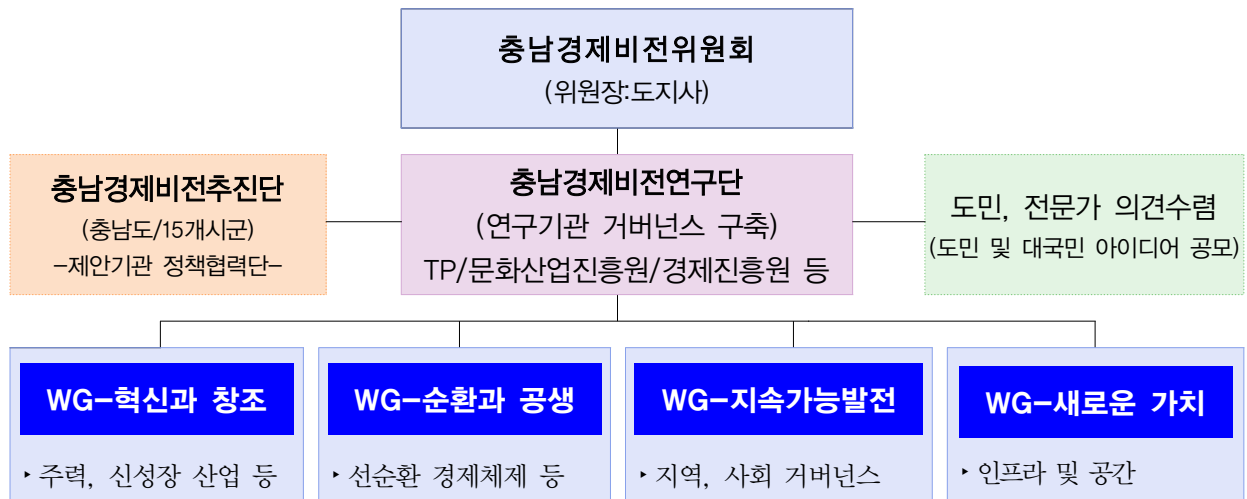 충남경제비전위원회
(위원장:도지사)
충남경제비전추진단
(충남도/15개시군)
-제안기관 정책협력단-
충남경제비전연구단
(연구기관 거버넌스 구축)
TP/문화산업진흥원/경제진흥원 등
도민, 전문가 의견수렴
(도민 및 대국민 아이디어 공모)
WG-혁신과 창조
‣ 주력, 신성장 산업 등
WG-순환과 공생
‣ 선순환 경제체제 등
WG-지속가능발전
‣ 지역, 사회 거버넌스
WG-새로운 가치
‣ 인프라 및 공간